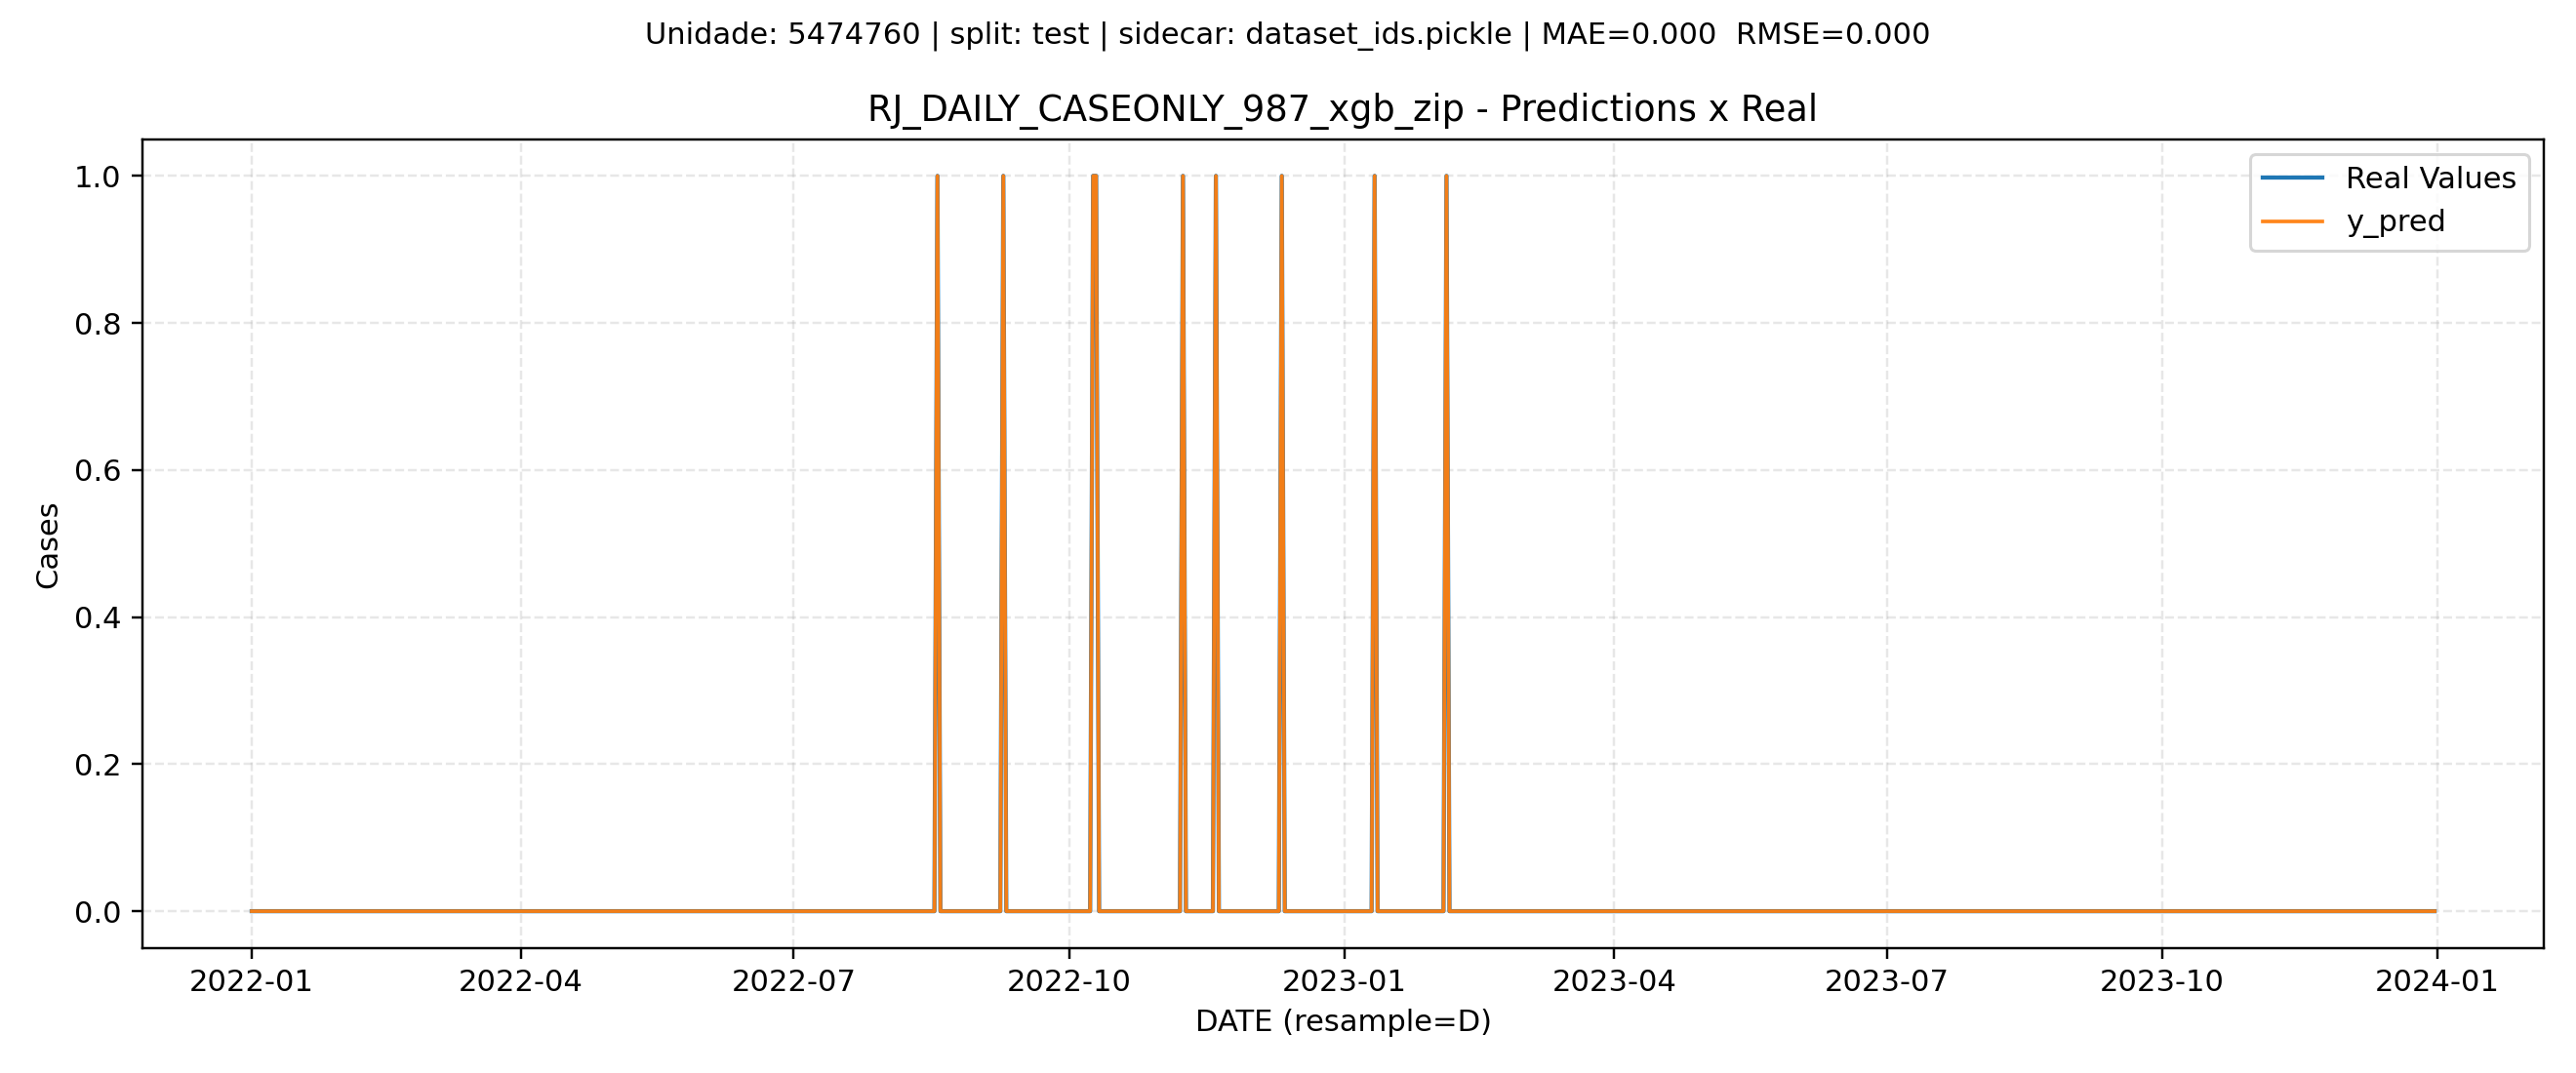 Unidade: 5474760 | split: test | sidecar: dataset_ids.pickle | MAE=0.000  RMSE=0.000
RJ_DAILY_CASEONLY_987_xgb_zip - Predictions x Real
Real Values
y_pred
1.0
0.8
0.6
0.4
0.2
0.0
Cases
2022-01 2022-04 2022-07 2022-10 2023-01 2023-04 2023-07 2023-10 2024-01
DATE (resample=D)